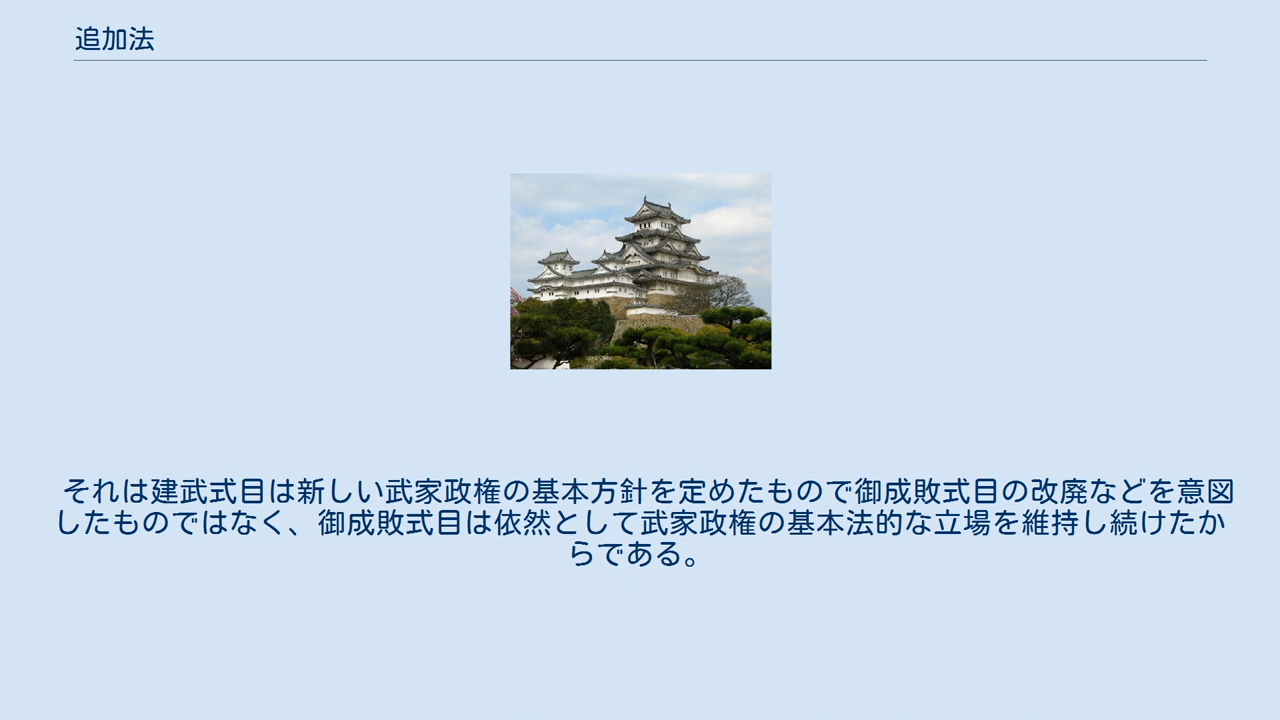 追加法
それは建武式目は新しい武家政権の基本方針を定めたもので御成敗式目の改廃などを意図
したものではなく、御成敗式目は依然として武家政権の基本法的な立場を維持し続けたか
らである。